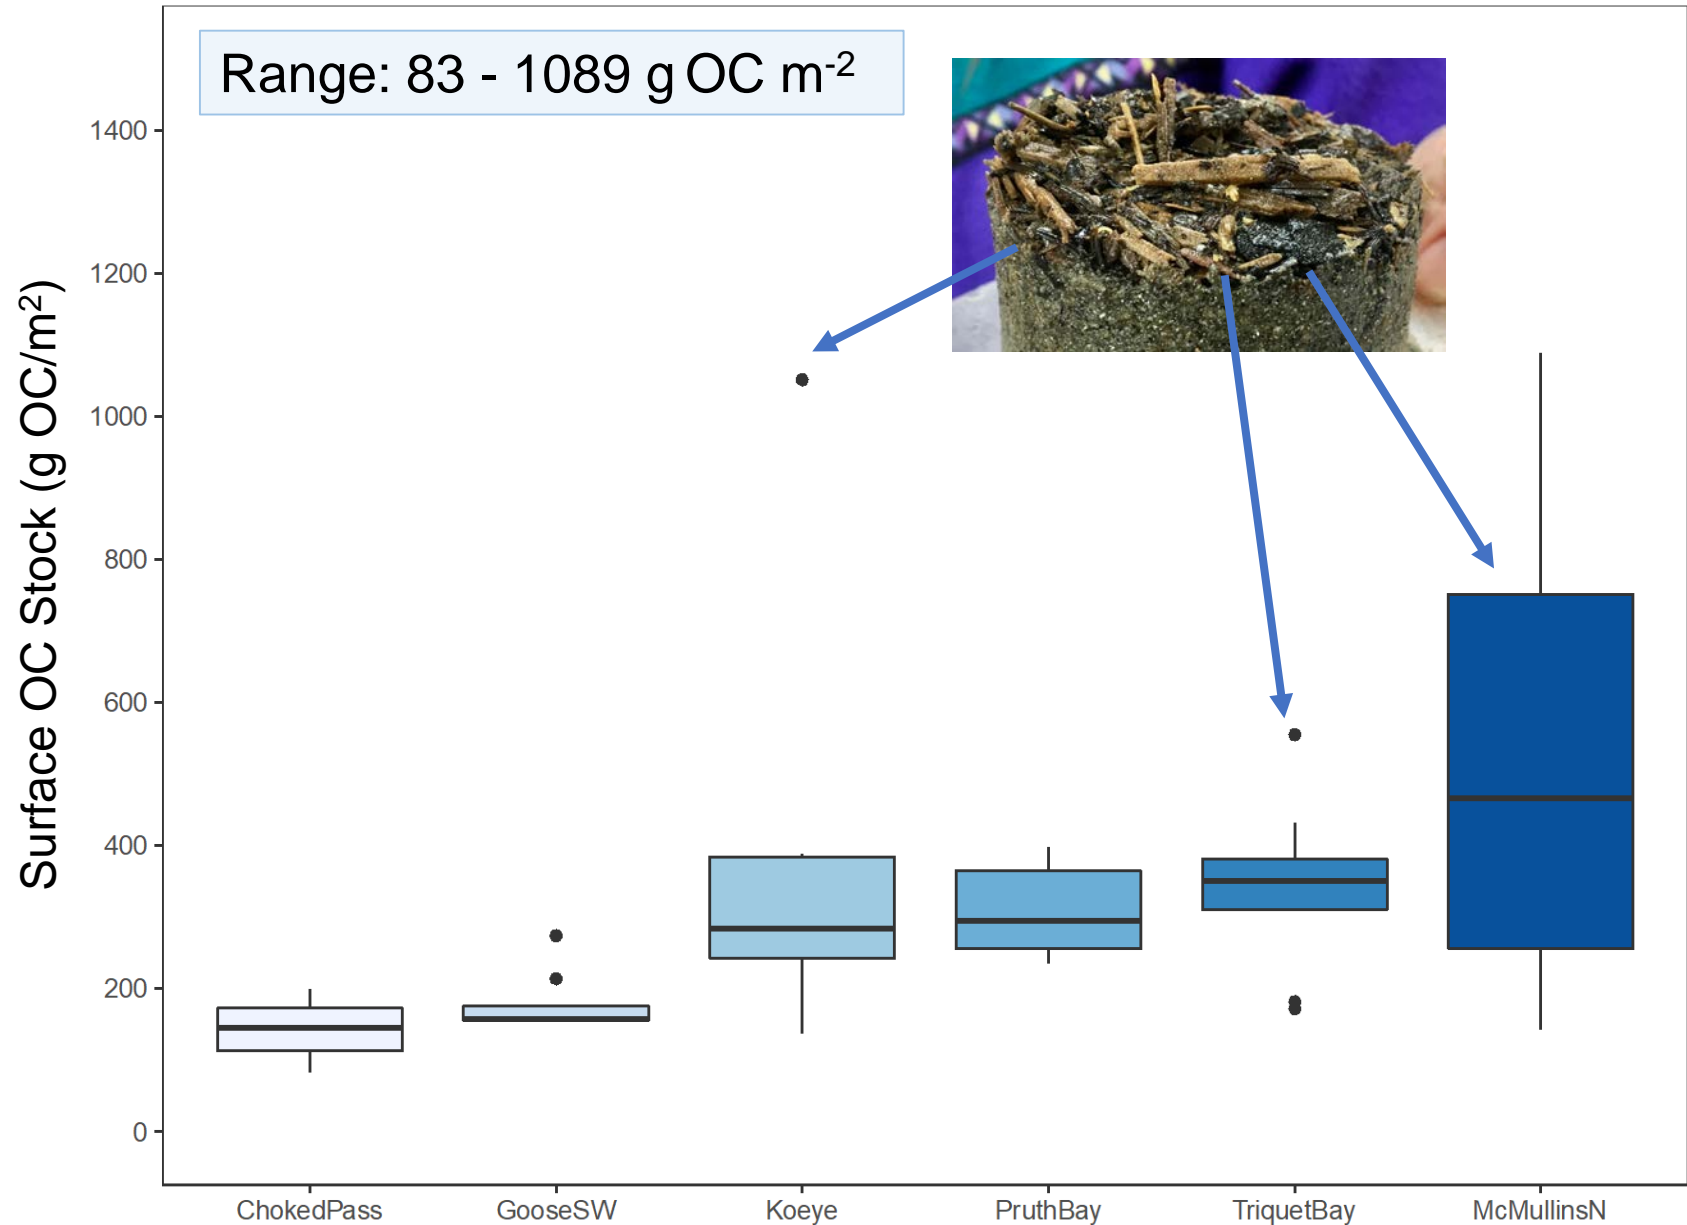 Range: 83 - 1089 g OC m-2
Surface OC Stock (g OC/m2)
1400
1200
1000
800
600
400
200
0
ChokedPass GooseSW Koeye PruthBay TriquetBay McMullinsN